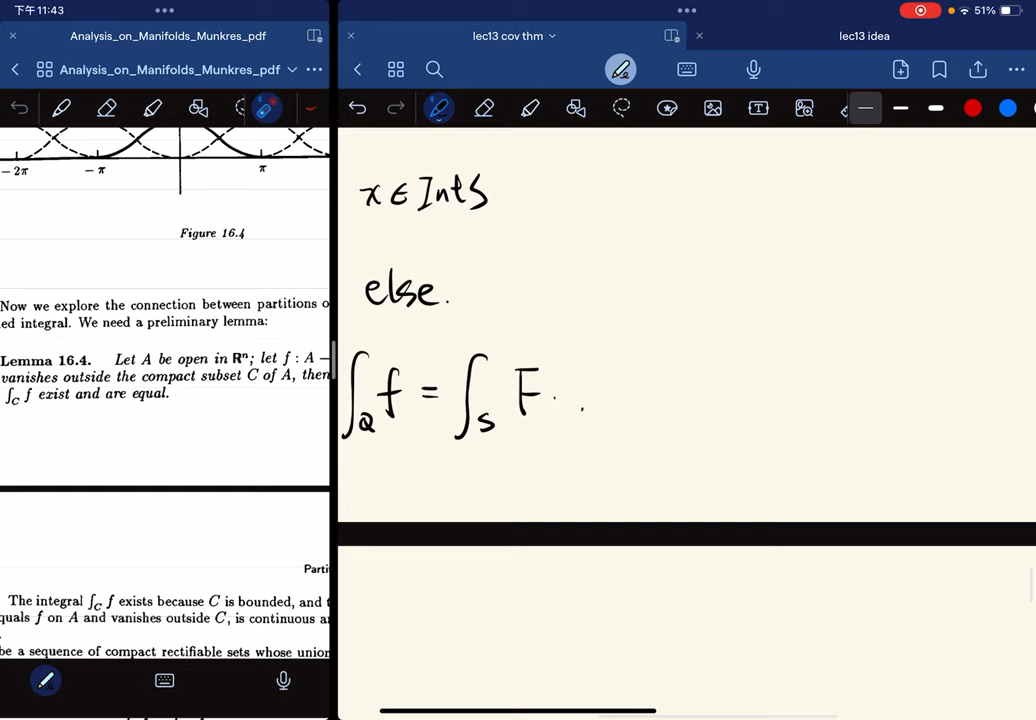 下午11:43
51%
Analysis_on_Manifolds_Munkres_pdf
Analysis_on_Manifolds_Munkres_pdf
− 2π
− π
π
Figure 16.4
Now we explore the connection between partitions o
ed integral. We need a preliminary lemma:
Lemma 16.4. Let A be open in Rⁿ; let f : A −
vanishes outside the compact subset C of A, then
∫_C f exist and are equal.
Parti
The integral ∫_C f exists because C is bounded, and t
quals f on A and vanishes outside C, is continuous a
be a sequence of compact rectifiable sets whose union
lec13 cov thm
lec13 idea
x ∈ Int S
else.
∫_Q f = ∫_S F.